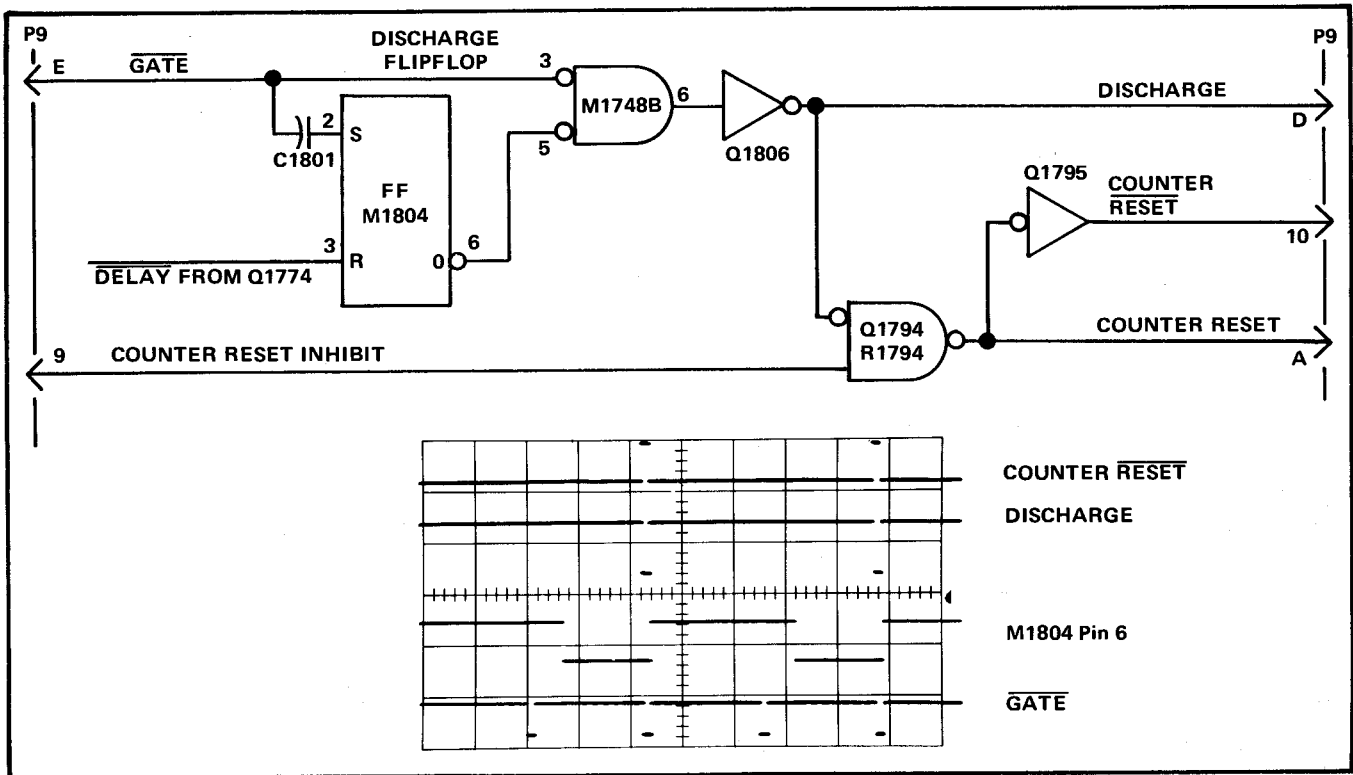 P9
P9
E
GATE
DISCHARGE
FLIPFLOP
3
M1748B
6
DISCHARGE
D
2
S
C1801
5
Q1806
FF
M1804
Q1795
COUNTER
RESET
10
3
R
0
6
DELAY FROM Q1774
Q1794
R1794
COUNTER RESET
A
9
COUNTER RESET INHIBIT
COUNTER RESET
DISCHARGE
M1804 Pin 6
GATE